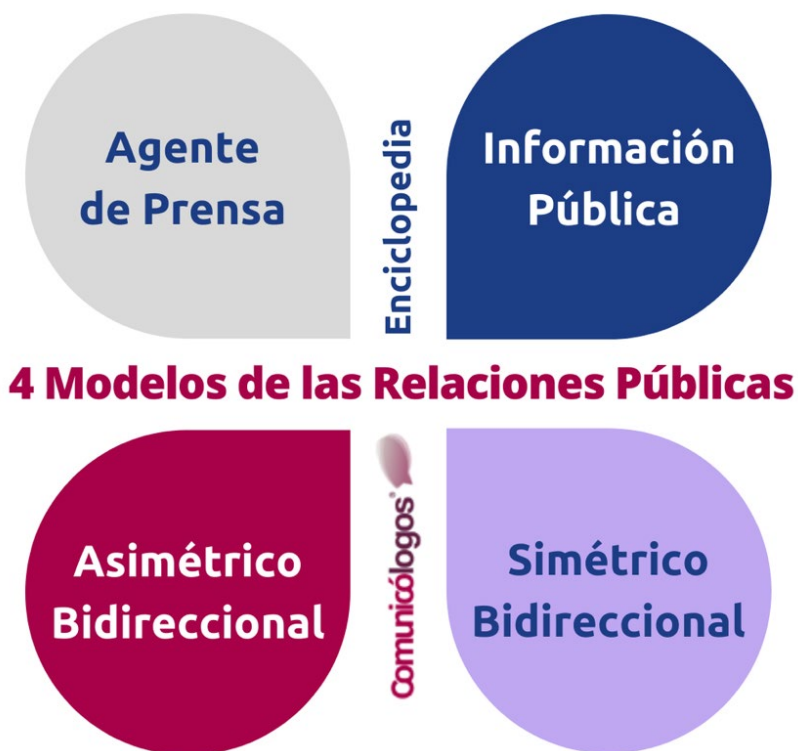 Agente
de Prensa
Enciclopedia
Información
Pública
4 Modelos de las Relaciones Públicas
Asimétrico
Bidireccional
Comunicólogos®
Simétrico
Bidireccional